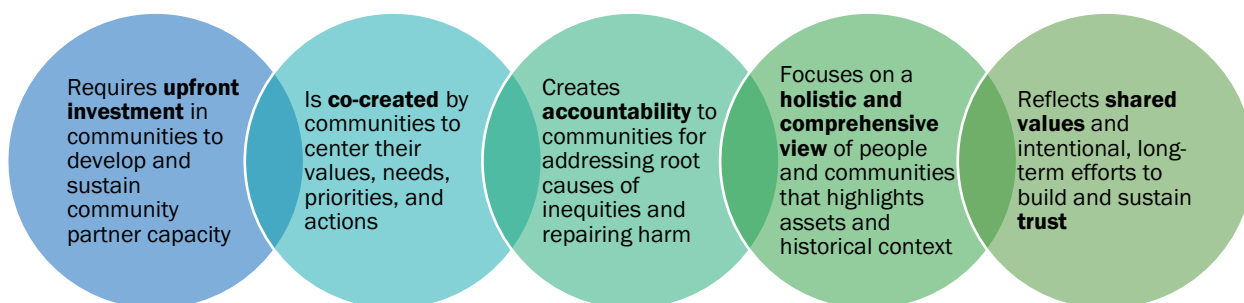 Requires upfront
investment in
communities to
develop and
sustain
community
partner capacity
Is co-created by
communities to
center their
values, needs,
priorities, and
actions
Creates
accountability to
communities for
addressing root
causes of
inequities and
repairing harm
Focuses on a
holistic and
comprehensive
view of people
and communities
that highlights
assets and
historical context
Reflects shared
values and
intentional, long-
term efforts to
build and sustain
trust